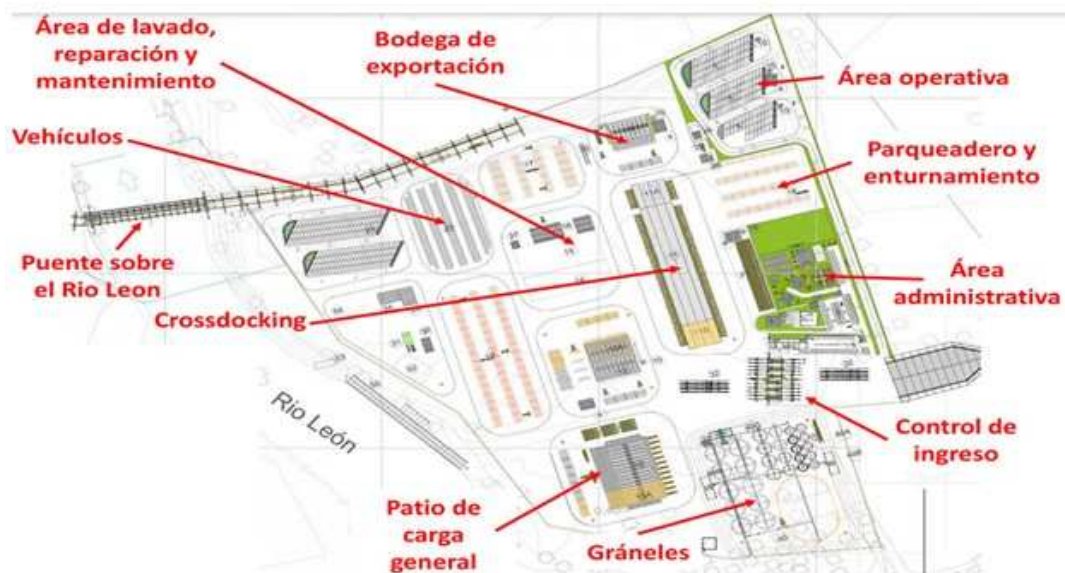 Área de lavado,
reparación y
mantenimiento
Bodega de
exportación
Área operativa
Vehículos
Parqueadero y
enturnamiento
Puente sobre
el Rio Leon
Crossdocking
Área
administrativa
Rio León
Control de
ingreso
Patio de
carga
general
Gráneles